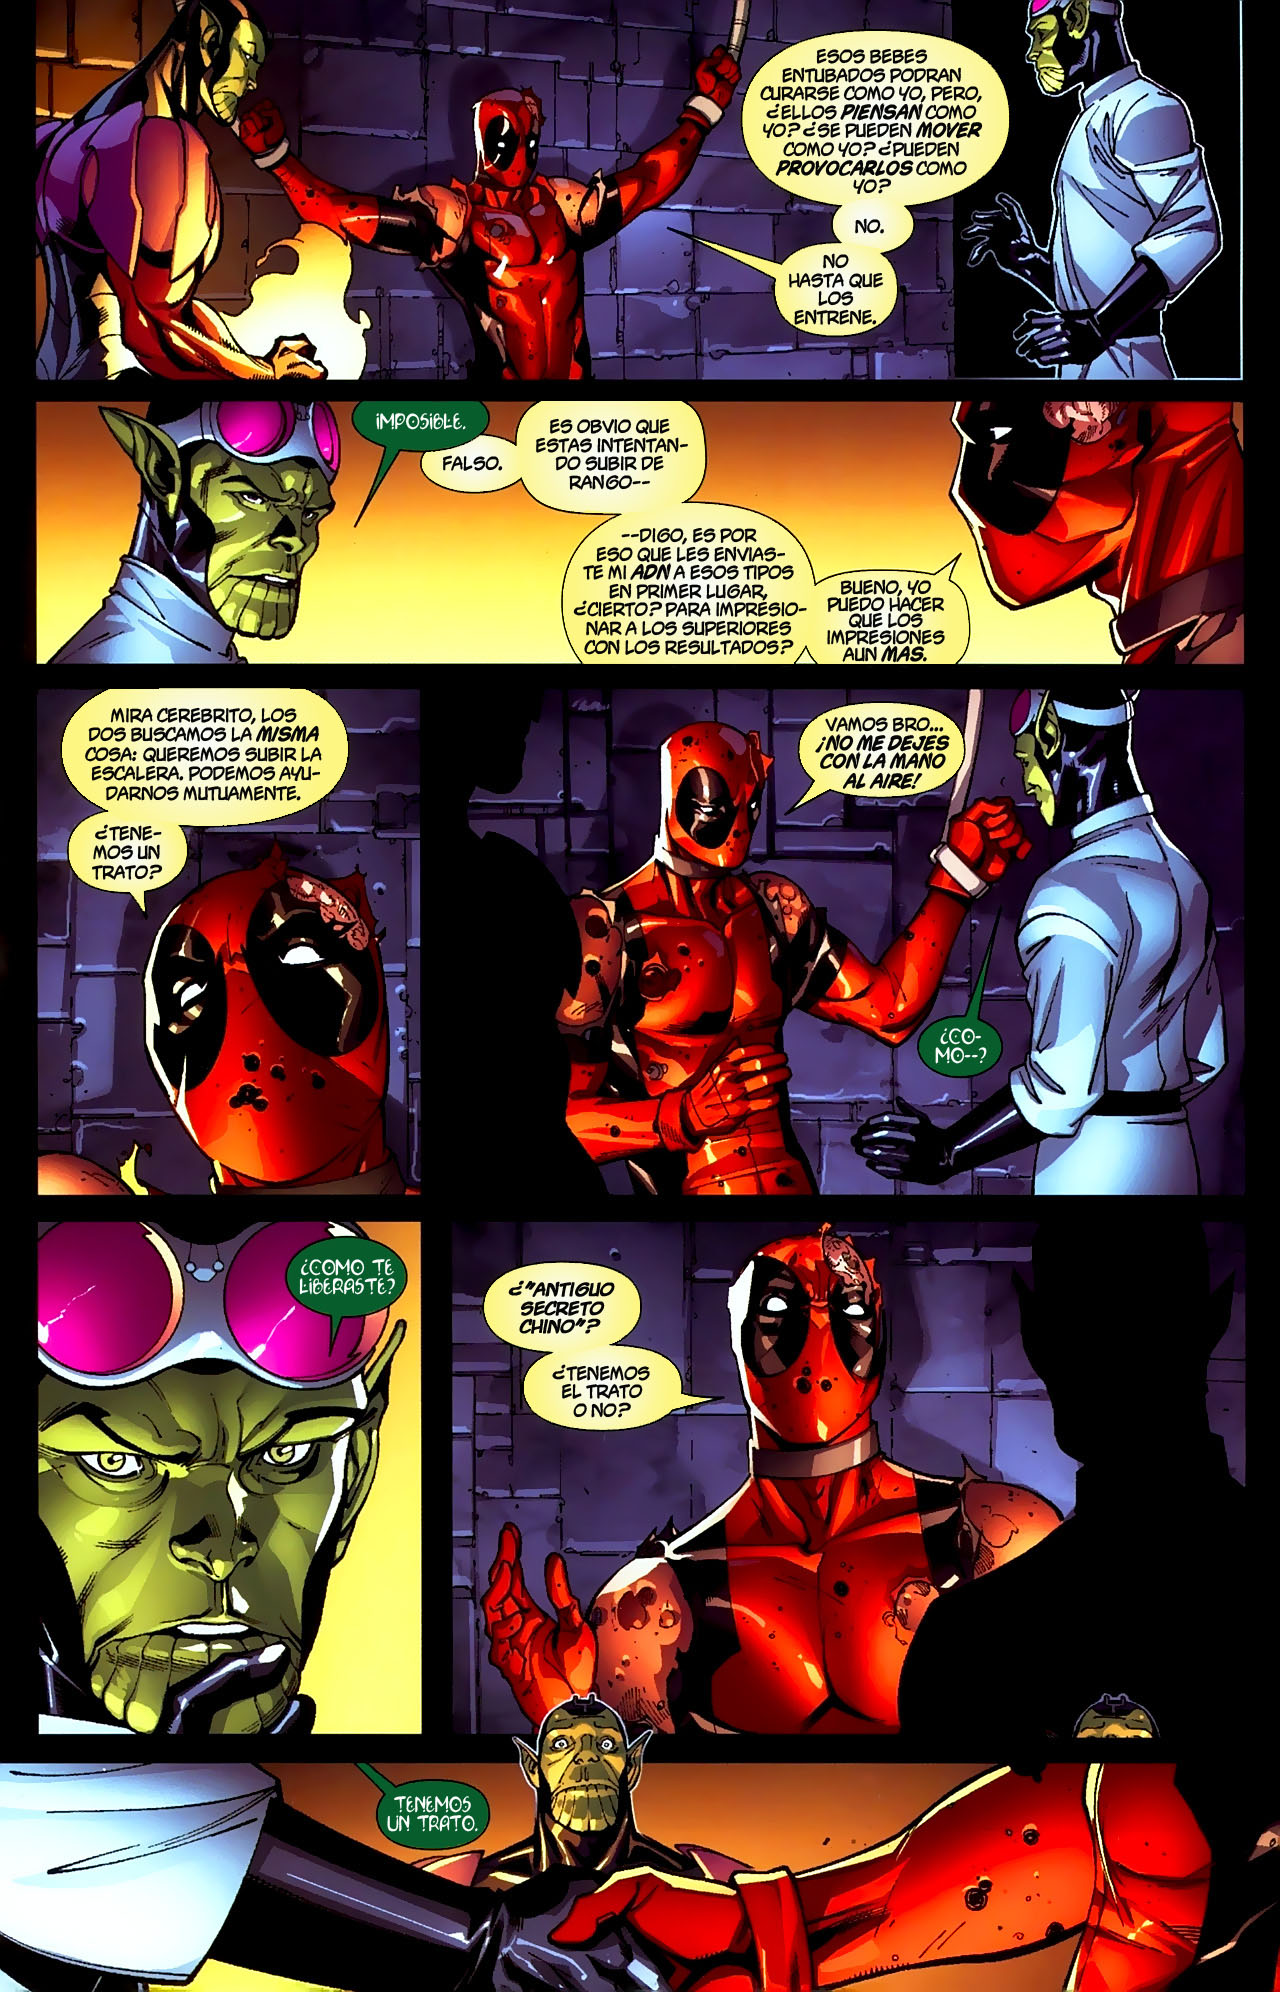 ESOS BEBES
ENTUBADOS PODRAN
CURARSE COMO YO, PERO,
¿ELLOS PIENSAN COMO
YO? ¿SE PUEDEN MOVER
COMO YO? ¿PUEDEN
PROVOCARLOS COMO
YO?
NO.
NO
HASTA QUE
LOS
ENTRENE.
IMPOSIBLE.
FALSO.
ES OBVIO QUE
ESTAS INTENTAN-
DO SUBIR DE
RANGO--
--DIGO, ES POR
ESO QUE LES ENVIAS-
TE MI ADN A ESOS TIPOS
EN PRIMER LUGAR,
¿CIERTO? PARA IMPRESIO-
NAR A LOS SUPERIORES
CON LOS RESULTADOS?
BUENO, YO
PUEDO HACER
QUE LOS
IMPRESIONES
AUN MAS.
MIRA CEREBRITO, LOS
DOS BUSCAMOS LA MISMA
COSA: QUEREMOS SUBIR LA
ESCALERA. PODEMOS AYU-
DARNOS MUTUAMENTE.
¿TENE-
MOS UN
TRATO?
VAMOS BRO...
¡NO ME DEJES
CON LA MANO
AL AIRE!
¿CO-
MO--?
¿COMO TE
LIBERASTE?
¿"ANTIGUO
SECRETO
CHINO"?
¿TENEMOS
EL TRATO
O NO?
TENEMOS
UN TRATO.